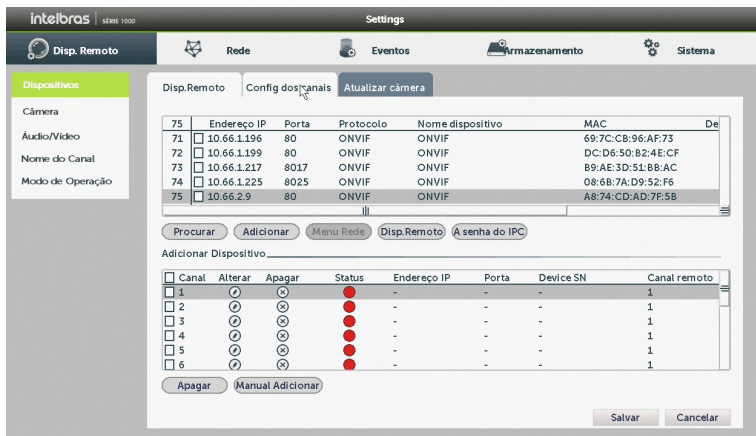 intelbras SÉRIE 1000
Settings
Disp. Remoto Rede Eventos Armazenamento Sistema
Dispositivos
Câmera
Áudio/Vídeo
Nome do Canal
Modo de Operação
Disp.Remoto Config dos canais Atualizar câmera
75 Endereço IP Porta Protocolo Nome dispositivo MAC De
71 10.66.1.196 80 ONVIF ONVIF 69:7C:CB:96:AF:73
72 10.66.1.199 80 ONVIF ONVIF DC:D6:50:B2:4E:CF
73 10.66.1.217 8017 ONVIF ONVIF B9:AE:3D:51:BB:AC
74 10.66.1.225 8025 ONVIF ONVIF 08:6B:7A:D9:52:F6
75 10.66.2.9 80 ONVIF ONVIF A8:74:CD:AD:7F:5B
Procurar Adicionar Menu Rede Disp.Remoto A senha do IPC
Adicionar Dispositivo
Canal Alterar Apagar Status Endereço IP Porta Device SN Canal remoto
1 - - - 1
2 - - - 1
3 - - - 1
4 - - - 1
5 - - - 1
6 - - - 1
Apagar Manual Adicionar
Salvar Cancelar